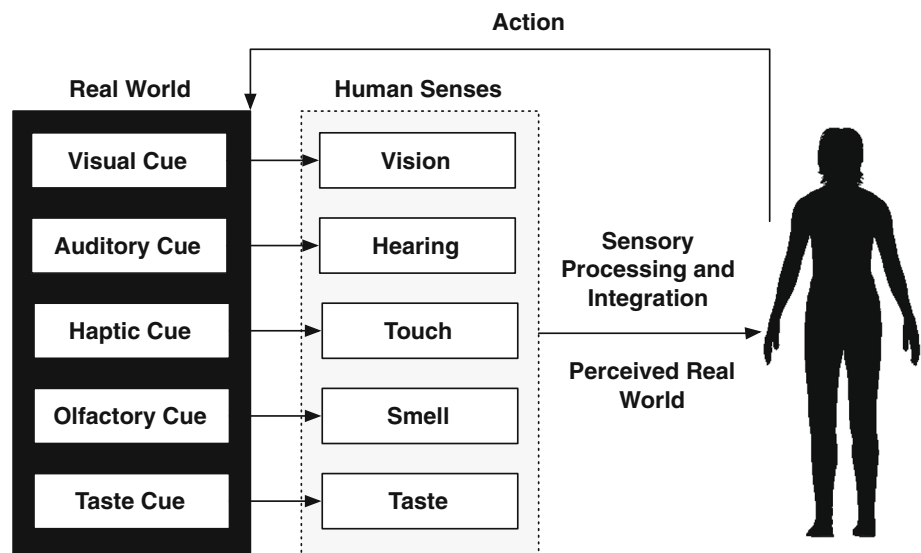 Action
Real World
Human Senses
Visual Cue
Vision
Auditory Cue
Hearing
Haptic Cue
Touch
Olfactory Cue
Smell
Taste Cue
Taste
Sensory
Processing and
Integration
Perceived Real
World